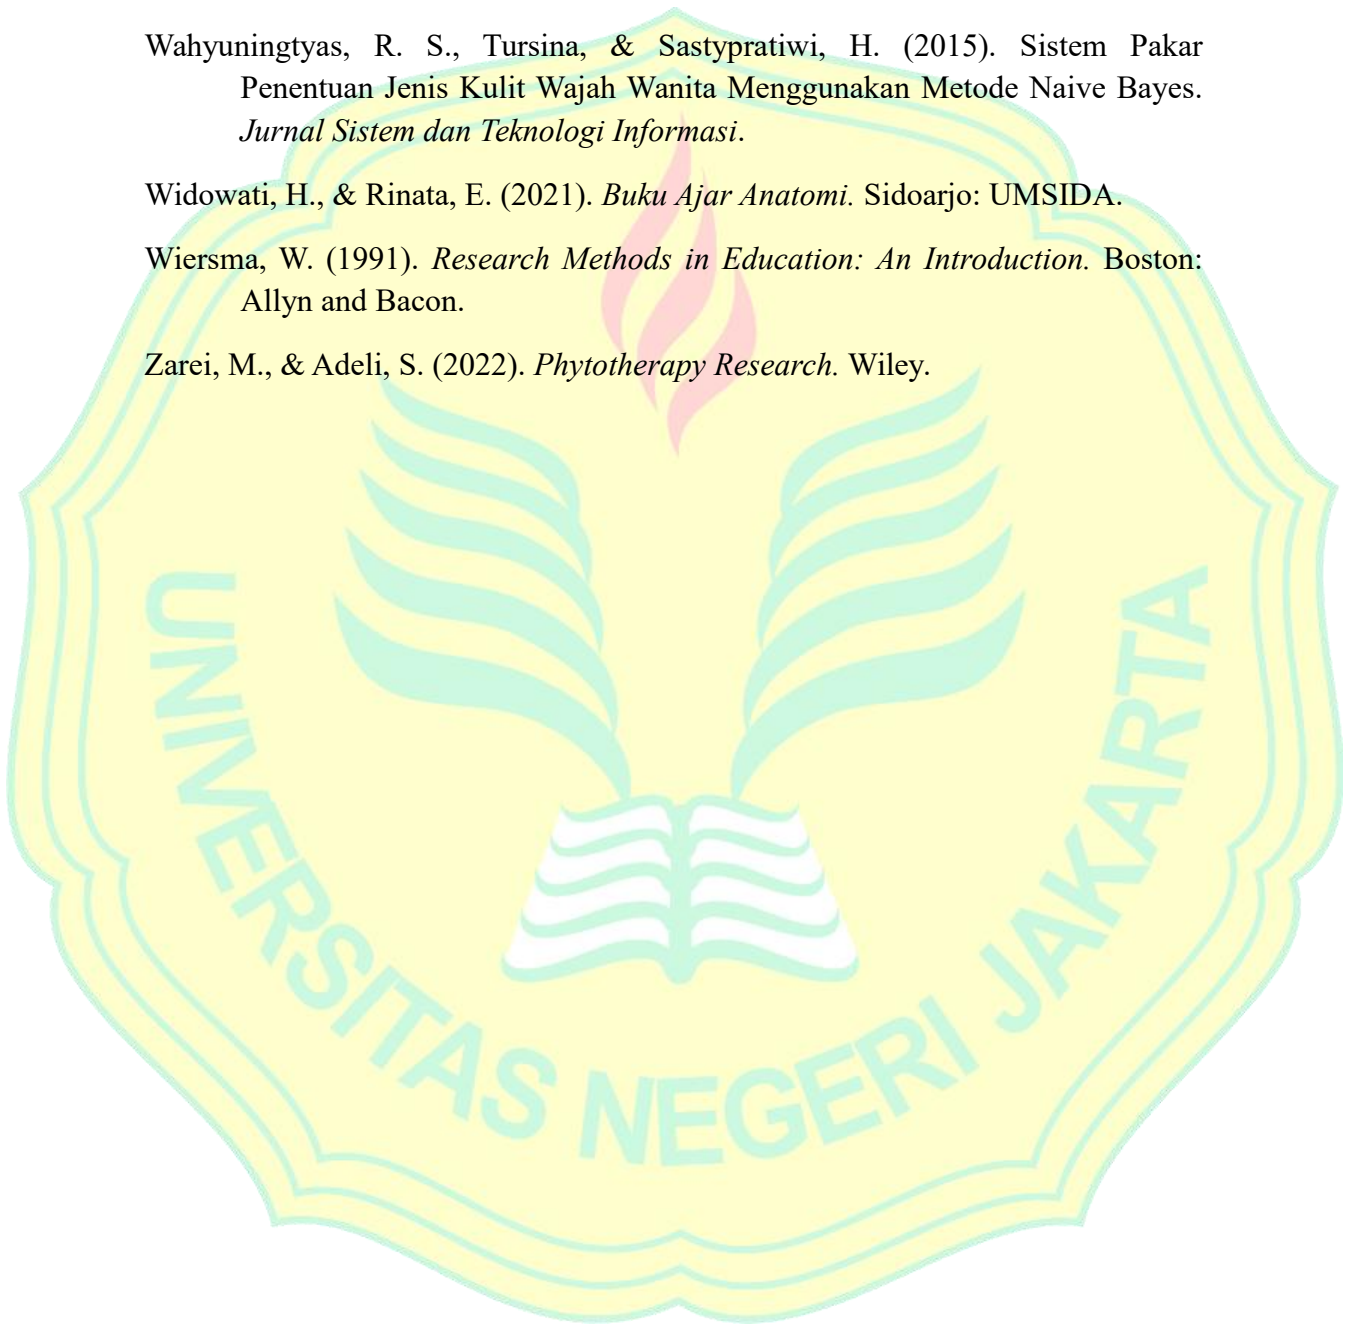 Wahyuningtyas, R. S., Tursina, & Sastypratiwi, H. (2015). Sistem Pakar
Penentuan Jenis Kulit Wajah Wanita Menggunakan Metode Naive Bayes.
Jurnal Sistem dan Teknologi Informasi.
Widowati, H., & Rinata, E. (2021). Buku Ajar Anatomi. Sidoarjo: UMSIDA.
Wiersma, W. (1991). Research Methods in Education: An Introduction. Boston:
Allyn and Bacon.
Zarei, M., & Adeli, S. (2022). Phytotherapy Research. Wiley.
UNIVERSITAS NEGERI JAKARTA